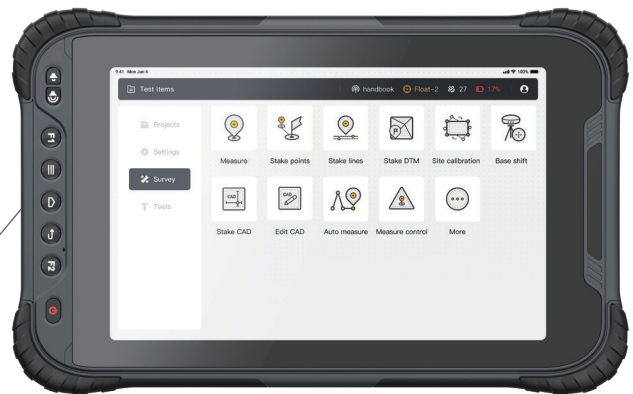 9:41 Mon Jan 6
100%
Test Items
handbook Float-2 27 17%
Projects
Settings
Survey
Tools
Measure Stake points Stake lines Stake DTM Site calibration Base shift
CAD CAD
Stake CAD Edit CAD Auto measure Measure control More
F1
F2